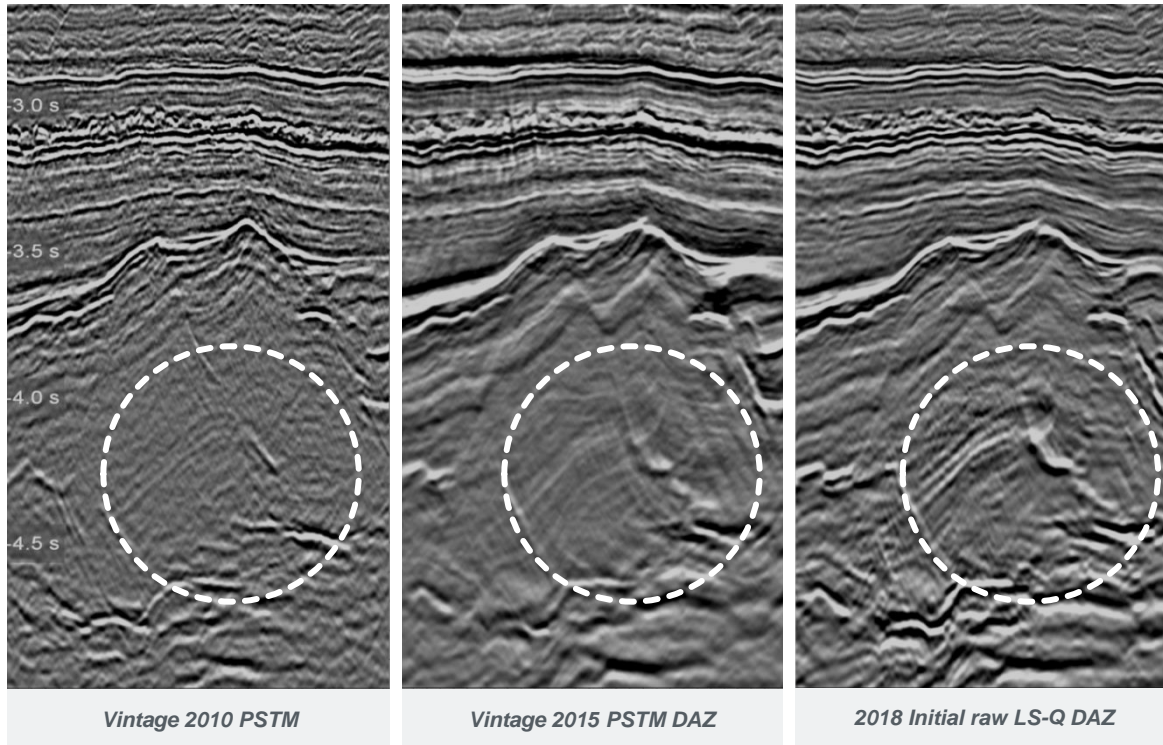 -3.0 s
-3.5 s
-4.0 s
-4.5 s
Vintage 2010 PSTM
Vintage 2015 PSTM DAZ
2018 Initial raw LS-Q DAZ